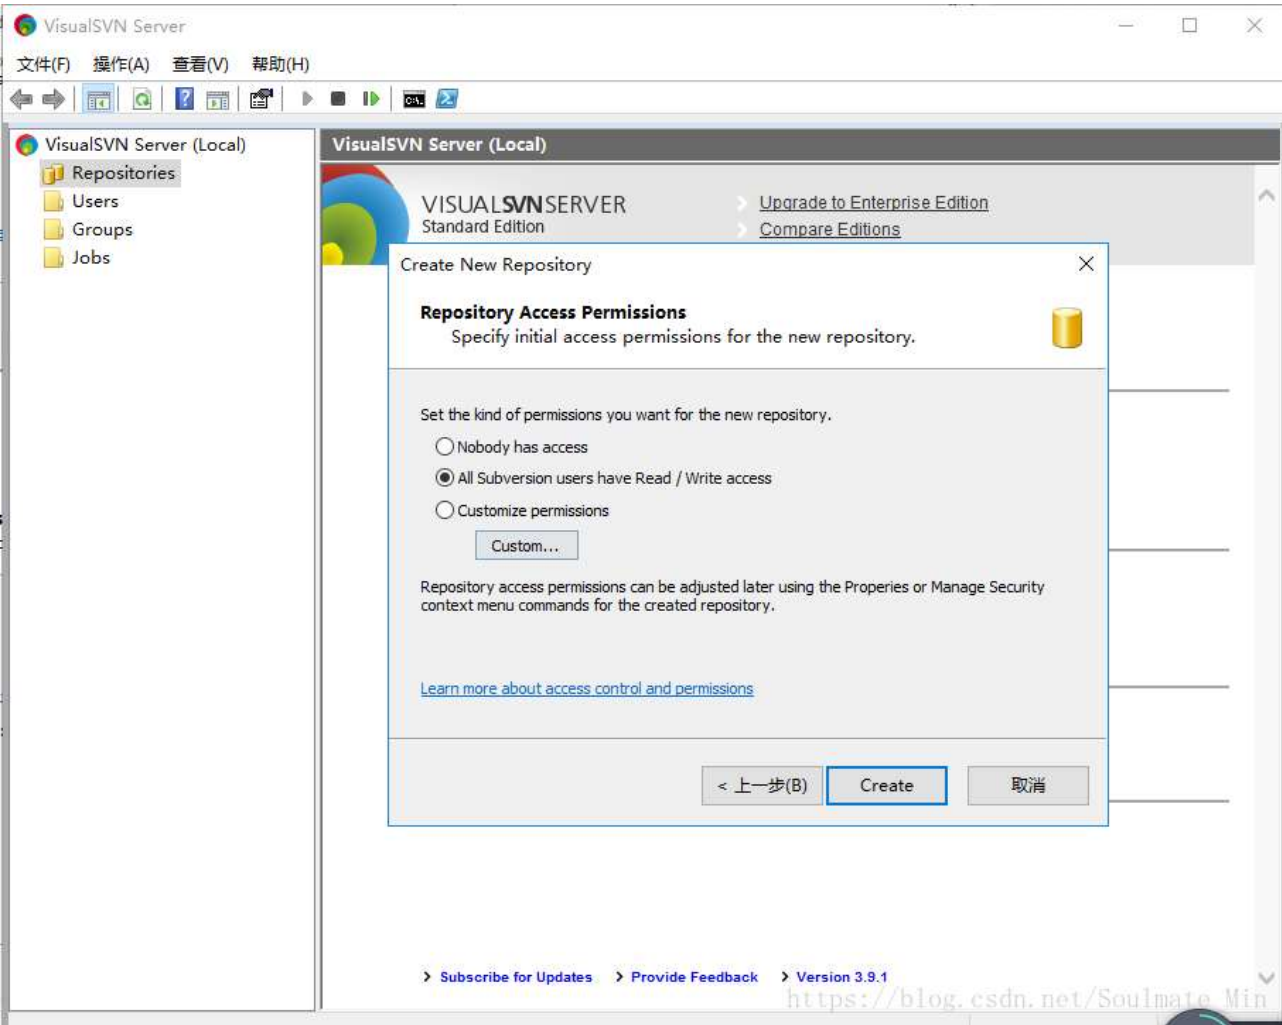 VisualSVN Server
文件(F) 操作(A) 查看(V) 帮助(H)
VisualSVN Server (Local)
Repositories
Users
Groups
Jobs
VisualSVN Server (Local)
VISUALSVNSERVER
Standard Edition
Upgrade to Enterprise Edition
Compare Editions
Create New Repository
Repository Access Permissions
Specify initial access permissions for the new repository.
Set the kind of permissions you want for the new repository.
Nobody has access
All Subversion users have Read / Write access
Customize permissions
Custom...
Repository access permissions can be adjusted later using the Properies or Manage Security
context menu commands for the created repository.
Learn more about access control and permissions
< 上一步(B) Create 取消
Subscribe for Updates Provide Feedback Version 3.9.1
https://blog.csdn.net/Soulmate_Min